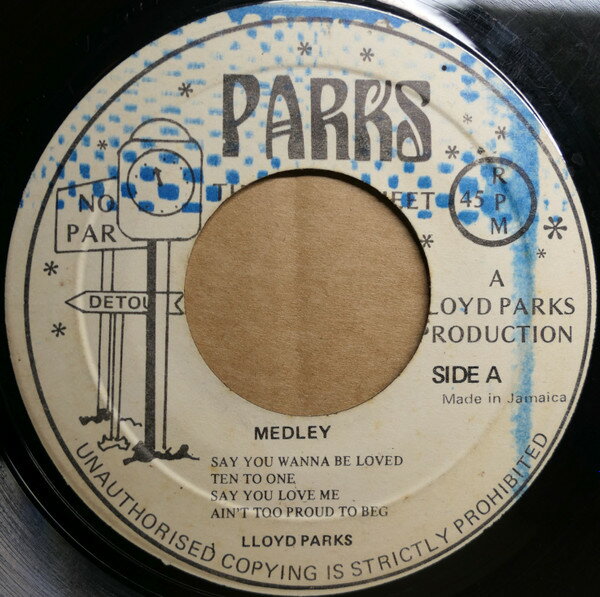 PARKS
45 RPM
NO
PAR
DETOU
A
LOYD PARKS
PRODUCTION
SIDE A
Made in Jamaica
MEDLEY
SAY YOU WANNA BE LOVED
TEN TO ONE
SAY YOU LOVE ME
AIN'T TOO PROUD TO BEG
LLOYD PARKS
UNAUTHORISED COPYING IS STRICTLY PROHIBITED